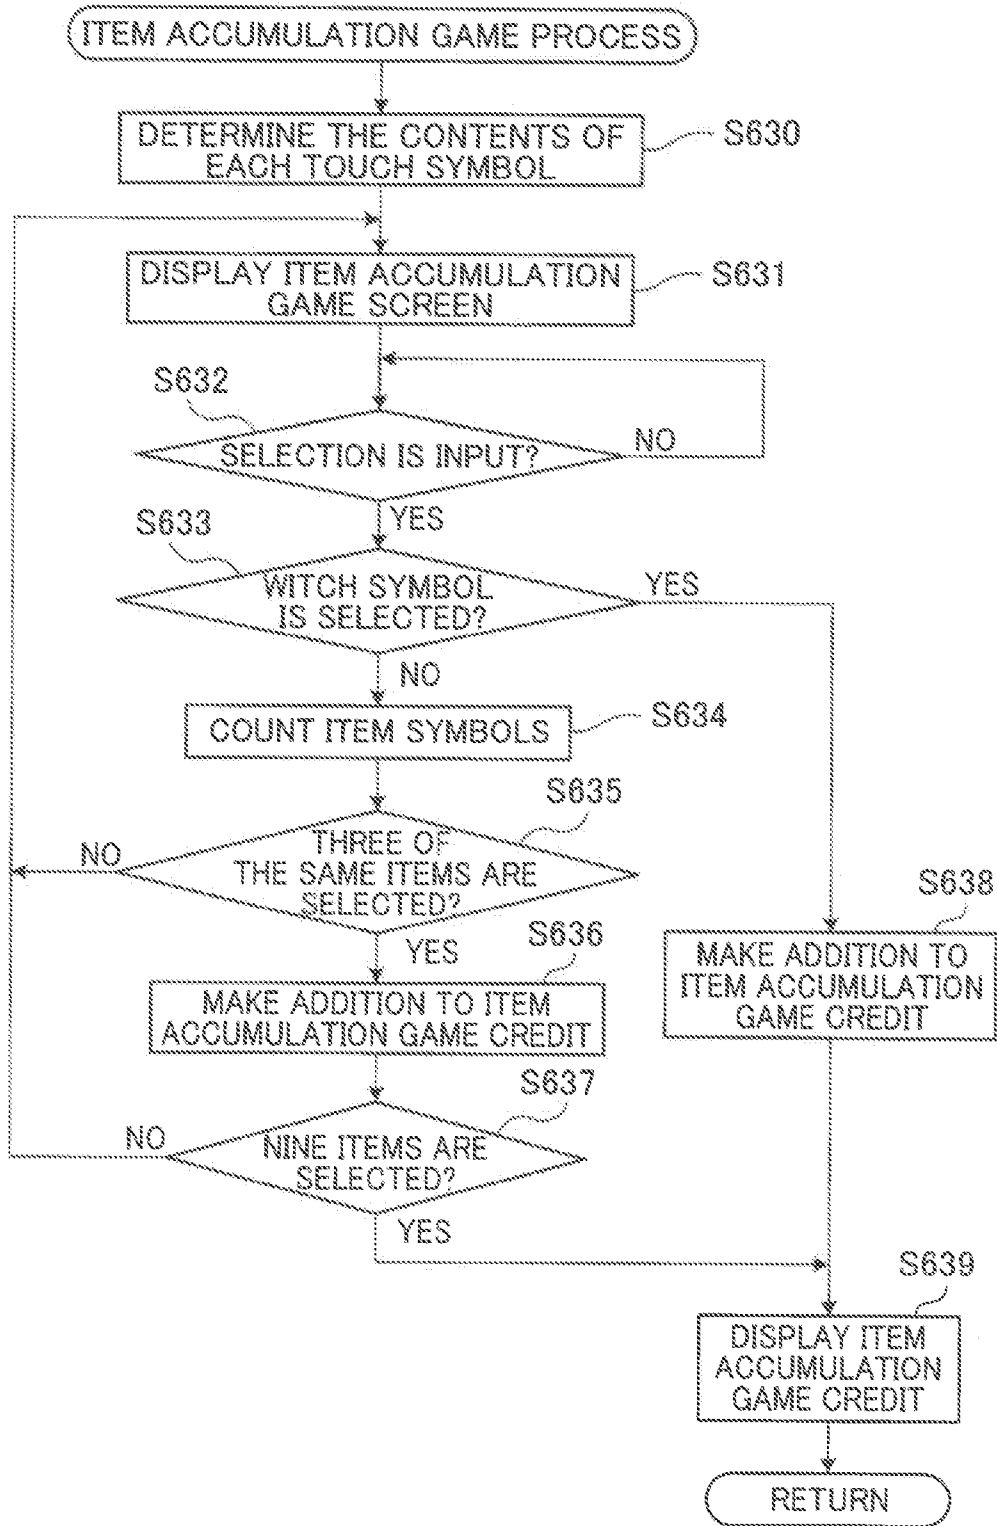 ITEM ACCUMULATION GAME PROCESS
DETERMINE THE CONTENTS OF
EACH TOUCH SYMBOL
S630
DISPLAY ITEM ACCUMULATION
GAME SCREEN
S631
S632
SELECTION IS INPUT?
NO
YES
S633
WITCH SYMBOL
IS SELECTED?
YES
NO
COUNT ITEM SYMBOLS
S634
S635
THREE OF
THE SAME ITEMS ARE
SELECTED?
NO
YES
S636
MAKE ADDITION TO ITEM
ACCUMULATION GAME CREDIT
S638
MAKE ADDITION TO
ITEM ACCUMULATION
GAME CREDIT
S637
NINE ITEMS ARE
SELECTED?
NO
YES
S639
DISPLAY ITEM
ACCUMULATION
GAME CREDIT
RETURN